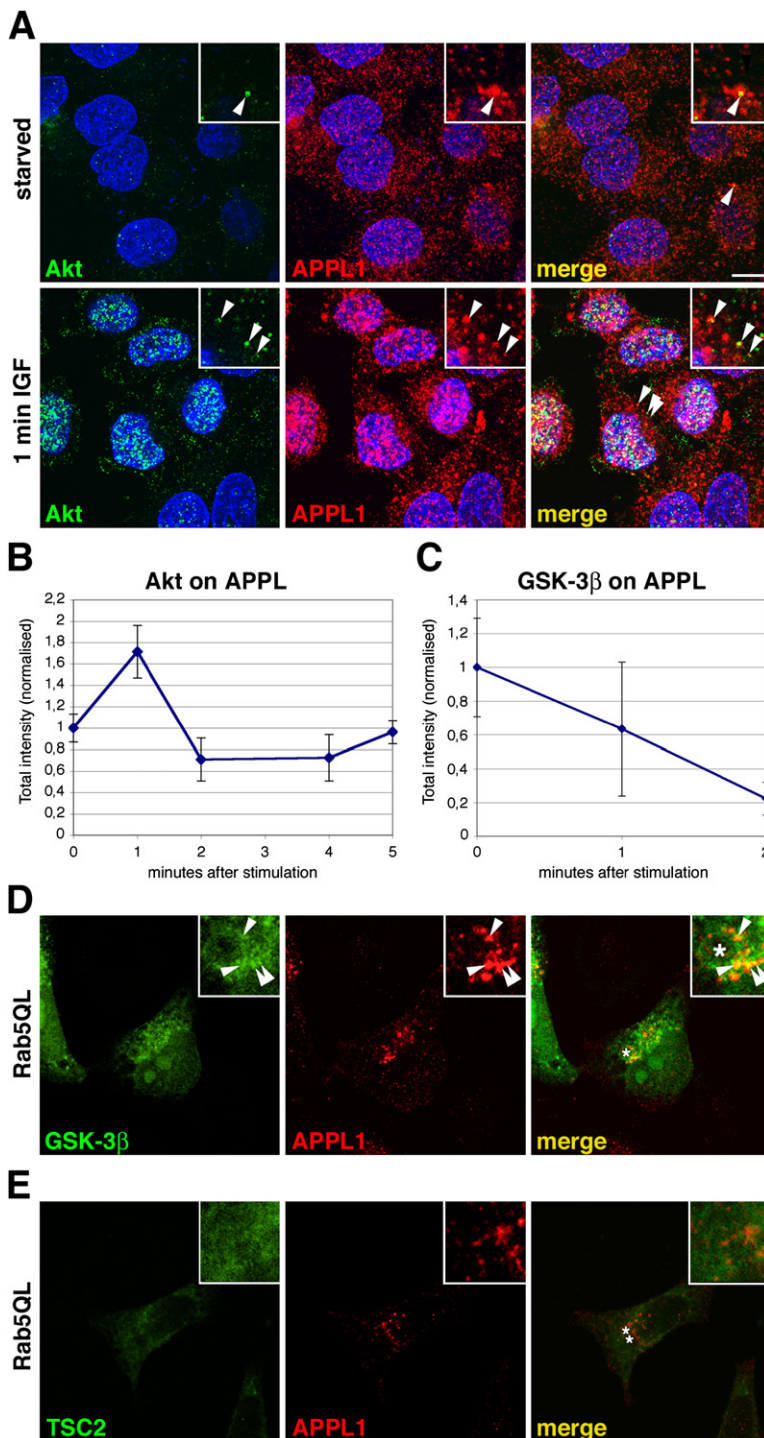 A
starved
Akt
APPL1
merge
1 min IGF
Akt
APPL1
merge
B
Akt on APPL
Total intensity (normalised)
2,2
2
1,8
1,6
1,4
1,2
1
0,8
0,6
0,4
0,2
0
0 1 2 3 4 5
minutes after stimulation
C
GSK-3β on APPL
Total intensity (normalised)
1,4
1,2
1
0,8
0,6
0,4
0,2
0
0 1 2
minutes after stimulation
D
Rab5QL
GSK-3β
APPL1
merge
E
Rab5QL
TSC2
APPL1
merge